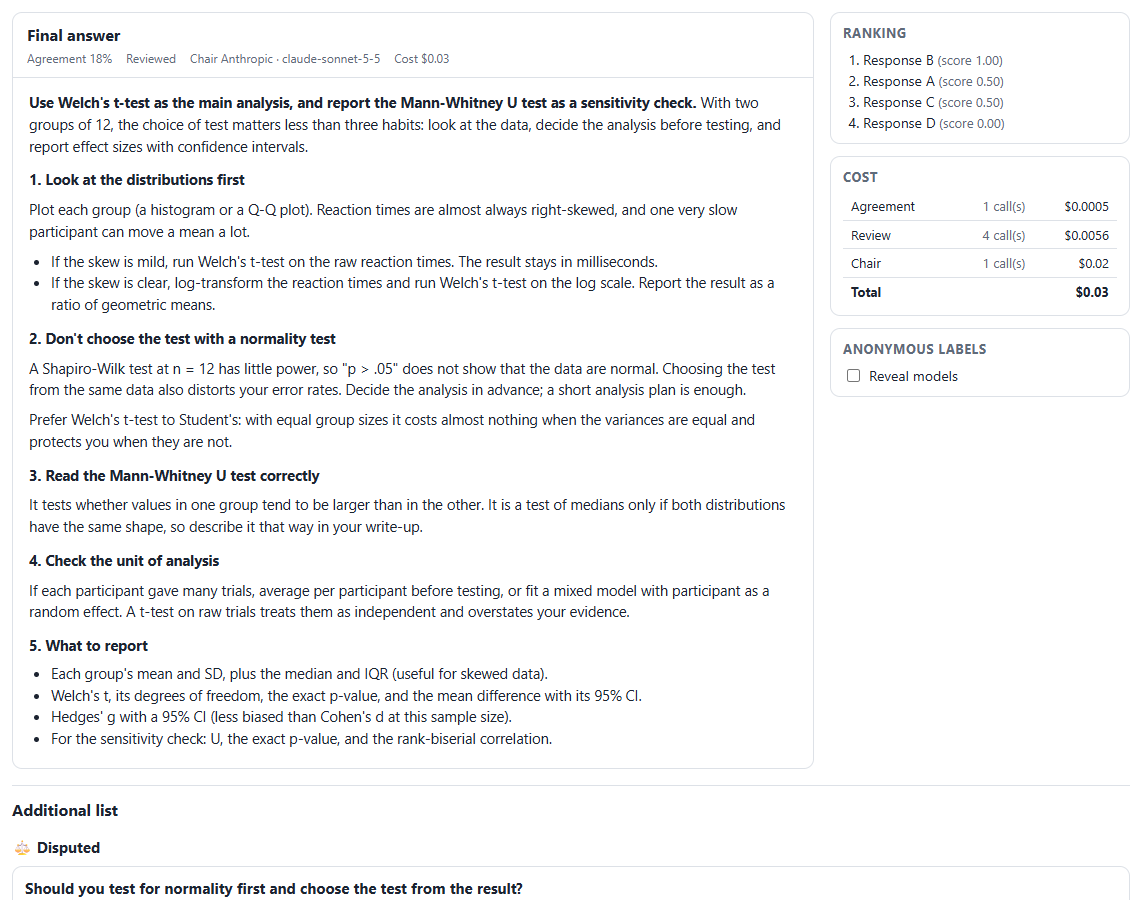 Final answer
Agreement 18% Reviewed Chair Anthropic · claude-sonnet-5-5 Cost $0.03
Use Welch's t-test as the main analysis, and report the Mann-Whitney U test as a sensitivity check. With two
groups of 12, the choice of test matters less than three habits: look at the data, decide the analysis before testing, and
report effect sizes with confidence intervals.
1. Look at the distributions first
Plot each group (a histogram or a Q-Q plot). Reaction times are almost always right-skewed, and one very slow
participant can move a mean a lot.
• If the skew is mild, run Welch's t-test on the raw reaction times. The result stays in milliseconds.
• If the skew is clear, log-transform the reaction times and run Welch's t-test on the log scale. Report the result as a
ratio of geometric means.
2. Don't choose the test with a normality test
A Shapiro-Wilk test at n = 12 has little power, so "p > .05" does not show that the data are normal. Choosing the test
from the same data also distorts your error rates. Decide the analysis in advance; a short analysis plan is enough.
Prefer Welch's t-test to Student's: with equal group sizes it costs almost nothing when the variances are equal and
protects you when they are not.
3. Read the Mann-Whitney U test correctly
It tests whether values in one group tend to be larger than in the other. It is a test of medians only if both distributions
have the same shape, so describe it that way in your write-up.
4. Check the unit of analysis
If each participant gave many trials, average per participant before testing, or fit a mixed model with participant as a
random effect. A t-test on raw trials treats them as independent and overstates your evidence.
5. What to report
• Each group's mean and SD, plus the median and IQR (useful for skewed data).
• Welch's t, its degrees of freedom, the exact p-value, and the mean difference with its 95% CI.
• Hedges' g with a 95% CI (less biased than Cohen's d at this sample size).
• For the sensitivity check: U, the exact p-value, and the rank-biserial correlation.
RANKING
1. Response B (score 1.00)
2. Response A (score 0.50)
3. Response C (score 0.50)
4. Response D (score 0.00)
COST
Agreement 1 call(s) $0.0005
Review 4 call(s) $0.0056
Chair 1 call(s) $0.02
Total $0.03
ANONYMOUS LABELS
Reveal models
Additional list
Disputed
Should you test for normality first and choose the test from the result?